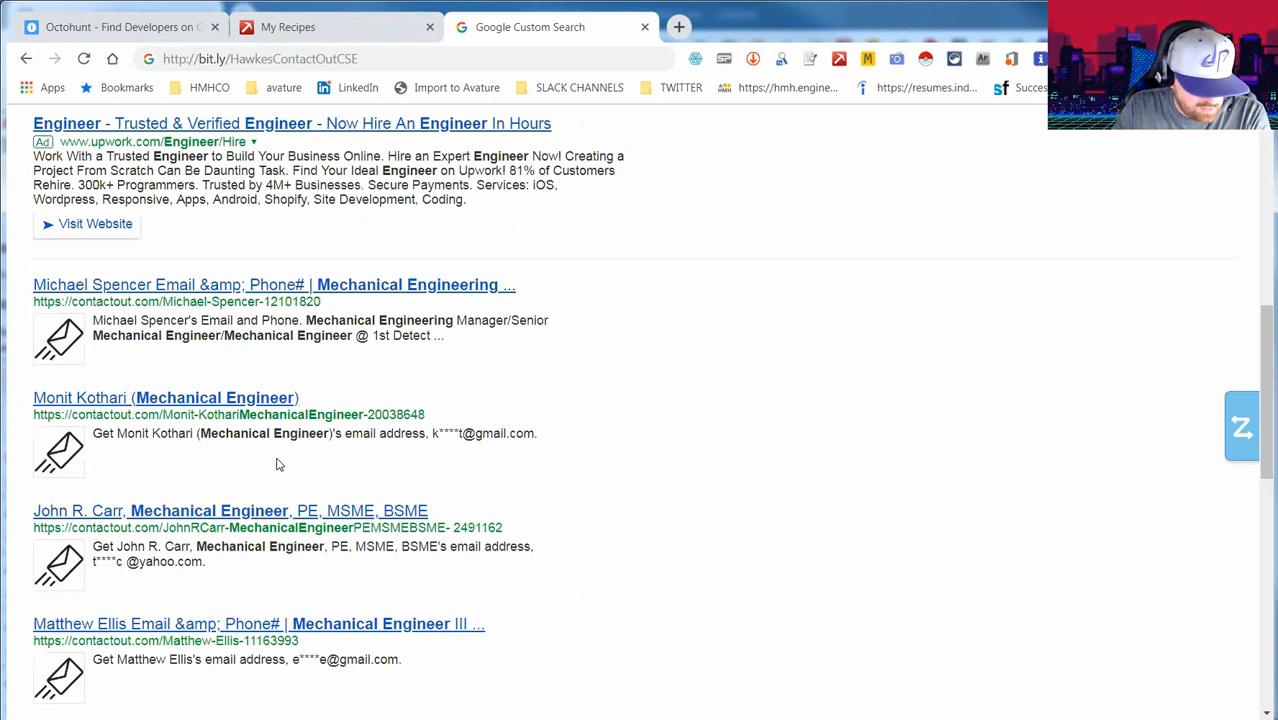 Octohunt - Find Developers on G
My Recipes
Google Custom Search
http://bit.ly/HawkesContactOutCSE
Apps
Bookmarks
HMHCO
avature
LinkedIn
Import to Avature
SLACK CHANNELS
TWITTER
https://hmh.engine...
https://resumes.ind...
Succes
Engineer - Trusted & Verified Engineer - Now Hire An Engineer In Hours
Ad www.upwork.com/Engineer/Hire
Work With a Trusted Engineer to Build Your Business Online. Hire an Expert Engineer Now! Creating a
Project From Scratch Can Be Daunting Task. Find Your Ideal Engineer on Upwork! 81% of Customers
Rehire. 300k+ Programmers. Trusted by 4M+ Businesses. Secure Payments. Services: iOS,
Wordpress, Responsive, Apps, Android, Shopify, Site Development, Coding.
Visit Website
Michael Spencer Email &amp; Phone# | Mechanical Engineering ...
https://contactout.com/Michael-Spencer-12101820
Michael Spencer's Email and Phone. Mechanical Engineering Manager/Senior
Mechanical Engineer/Mechanical Engineer @ 1st Detect ...
Monit Kothari (Mechanical Engineer)
https://contactout.com/Monit-KothariMechanicalEngineer-20038648
Get Monit Kothari (Mechanical Engineer)'s email address, k****t@gmail.com.
John R. Carr, Mechanical Engineer, PE, MSME, BSME
https://contactout.com/JohnRCarr-MechanicalEngineerPEMSMEBSME- 2491162
Get John R. Carr, Mechanical Engineer, PE, MSME, BSME's email address,
t****c @yahoo.com.
Matthew Ellis Email &amp; Phone# | Mechanical Engineer III ...
https://contactout.com/Matthew-Ellis-11163993
Get Matthew Ellis's email address, e****e@gmail.com.